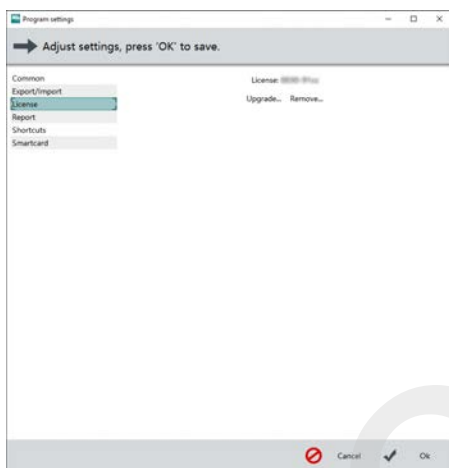 Program settings
Adjust settings, press 'OK' to save.
Common
Export/Import
License
Report
Shortcuts
Smartcard
License:
Upgrade... Remove...
Cancel Ok